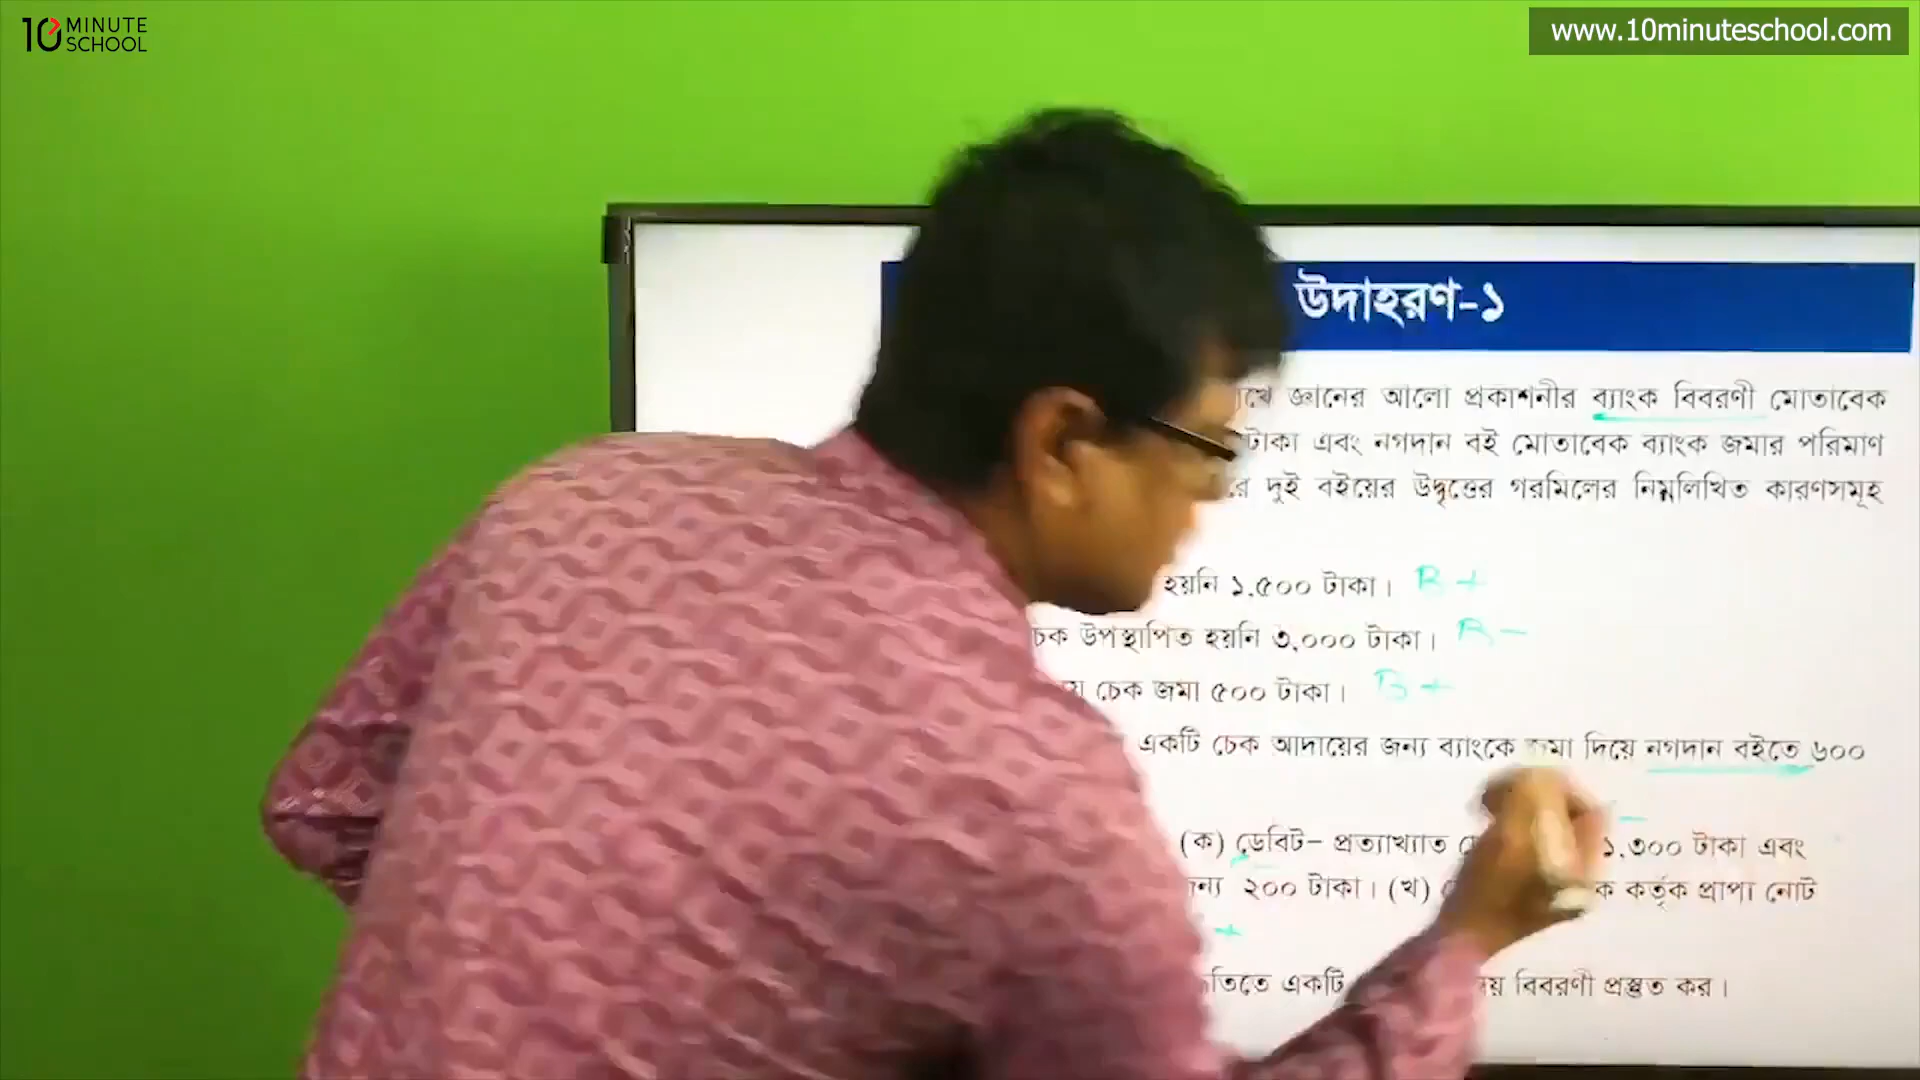 10 MINUTE SCHOOL
www.10minuteschool.com
উদাহরণ-১
জ্ঞানের আলো প্রকাশনীর ব্যাংক বিবরণী মোতাবেক
টাকা এবং নগদান বই মোতাবেক ব্যাংক জমার পরিমাণ
দুই বইয়ের উদ্বৃত্তের গরমিলের নিম্নলিখিত কারণসমূহ
হয়নি ১.৫০০ টাকা। B +
চেক উপস্থাপিত হয়নি ৩,০০০ টাকা। B −
চেক জমা ৫০০ টাকা। B +
একটি চেক আদায়ের জন্য ব্যাংকে জমা দিয়ে নগদান বইতে ৬০০
−
(ক) ডেবিট– প্রত্যাখ্যাত ১,৩০০ টাকা এবং
২০০ টাকা। (খ) কর্তৃক প্রাপ্য নোট
+
একটি বিবরণী প্রস্তুত কর।